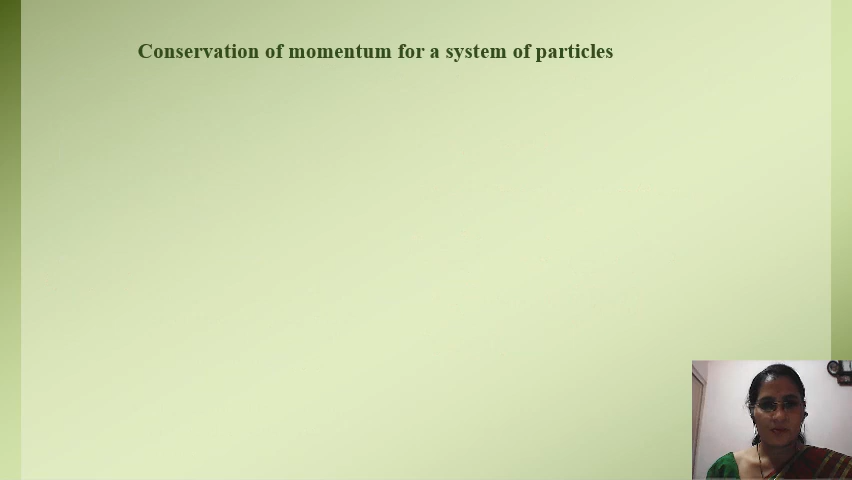 Conservation of momentum for a system of particles